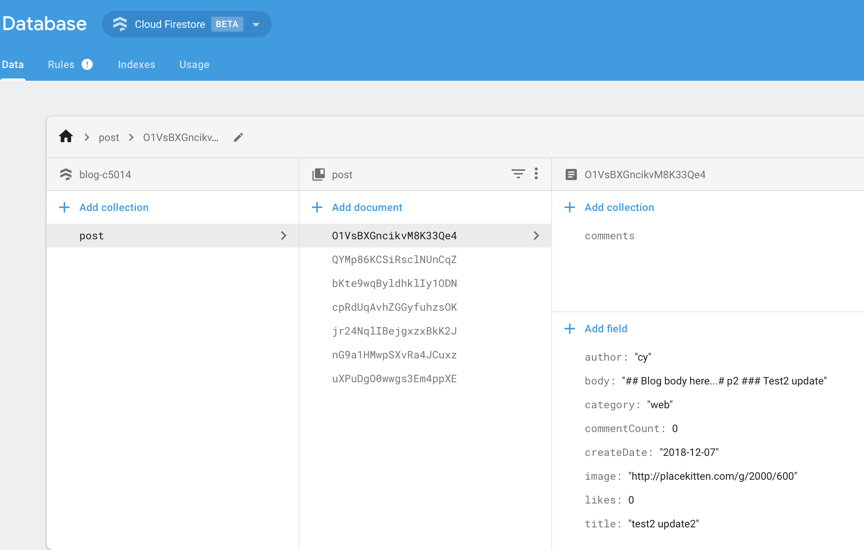 Database Cloud Firestore BETA
Data Rules ! Indexes Usage
post O1VsBXGncikv...
blog-c5014
Add collection
post
post
Add document
O1VsBXGncikvM8K33Qe4
QYMp86KCSiRsclNUnCqZ
bKte9wqByldhklIy1ODN
cpRdUqAvhZGGyfuhzsOK
jr24NqlIBejgxzxBkK2J
nG9a1HMwpSXvRa4JCuxz
uXPuDgO0wwgs3Em4ppXE
O1VsBXGncikvM8K33Qe4
Add collection
comments
Add field
author: "cy"
body: "## Blog body here...# p2 ### Test2 update"
category: "web"
commentCount: 0
createDate: "2018-12-07"
image: "http://placekitten.com/g/2000/600"
likes: 0
title: "test2 update2"